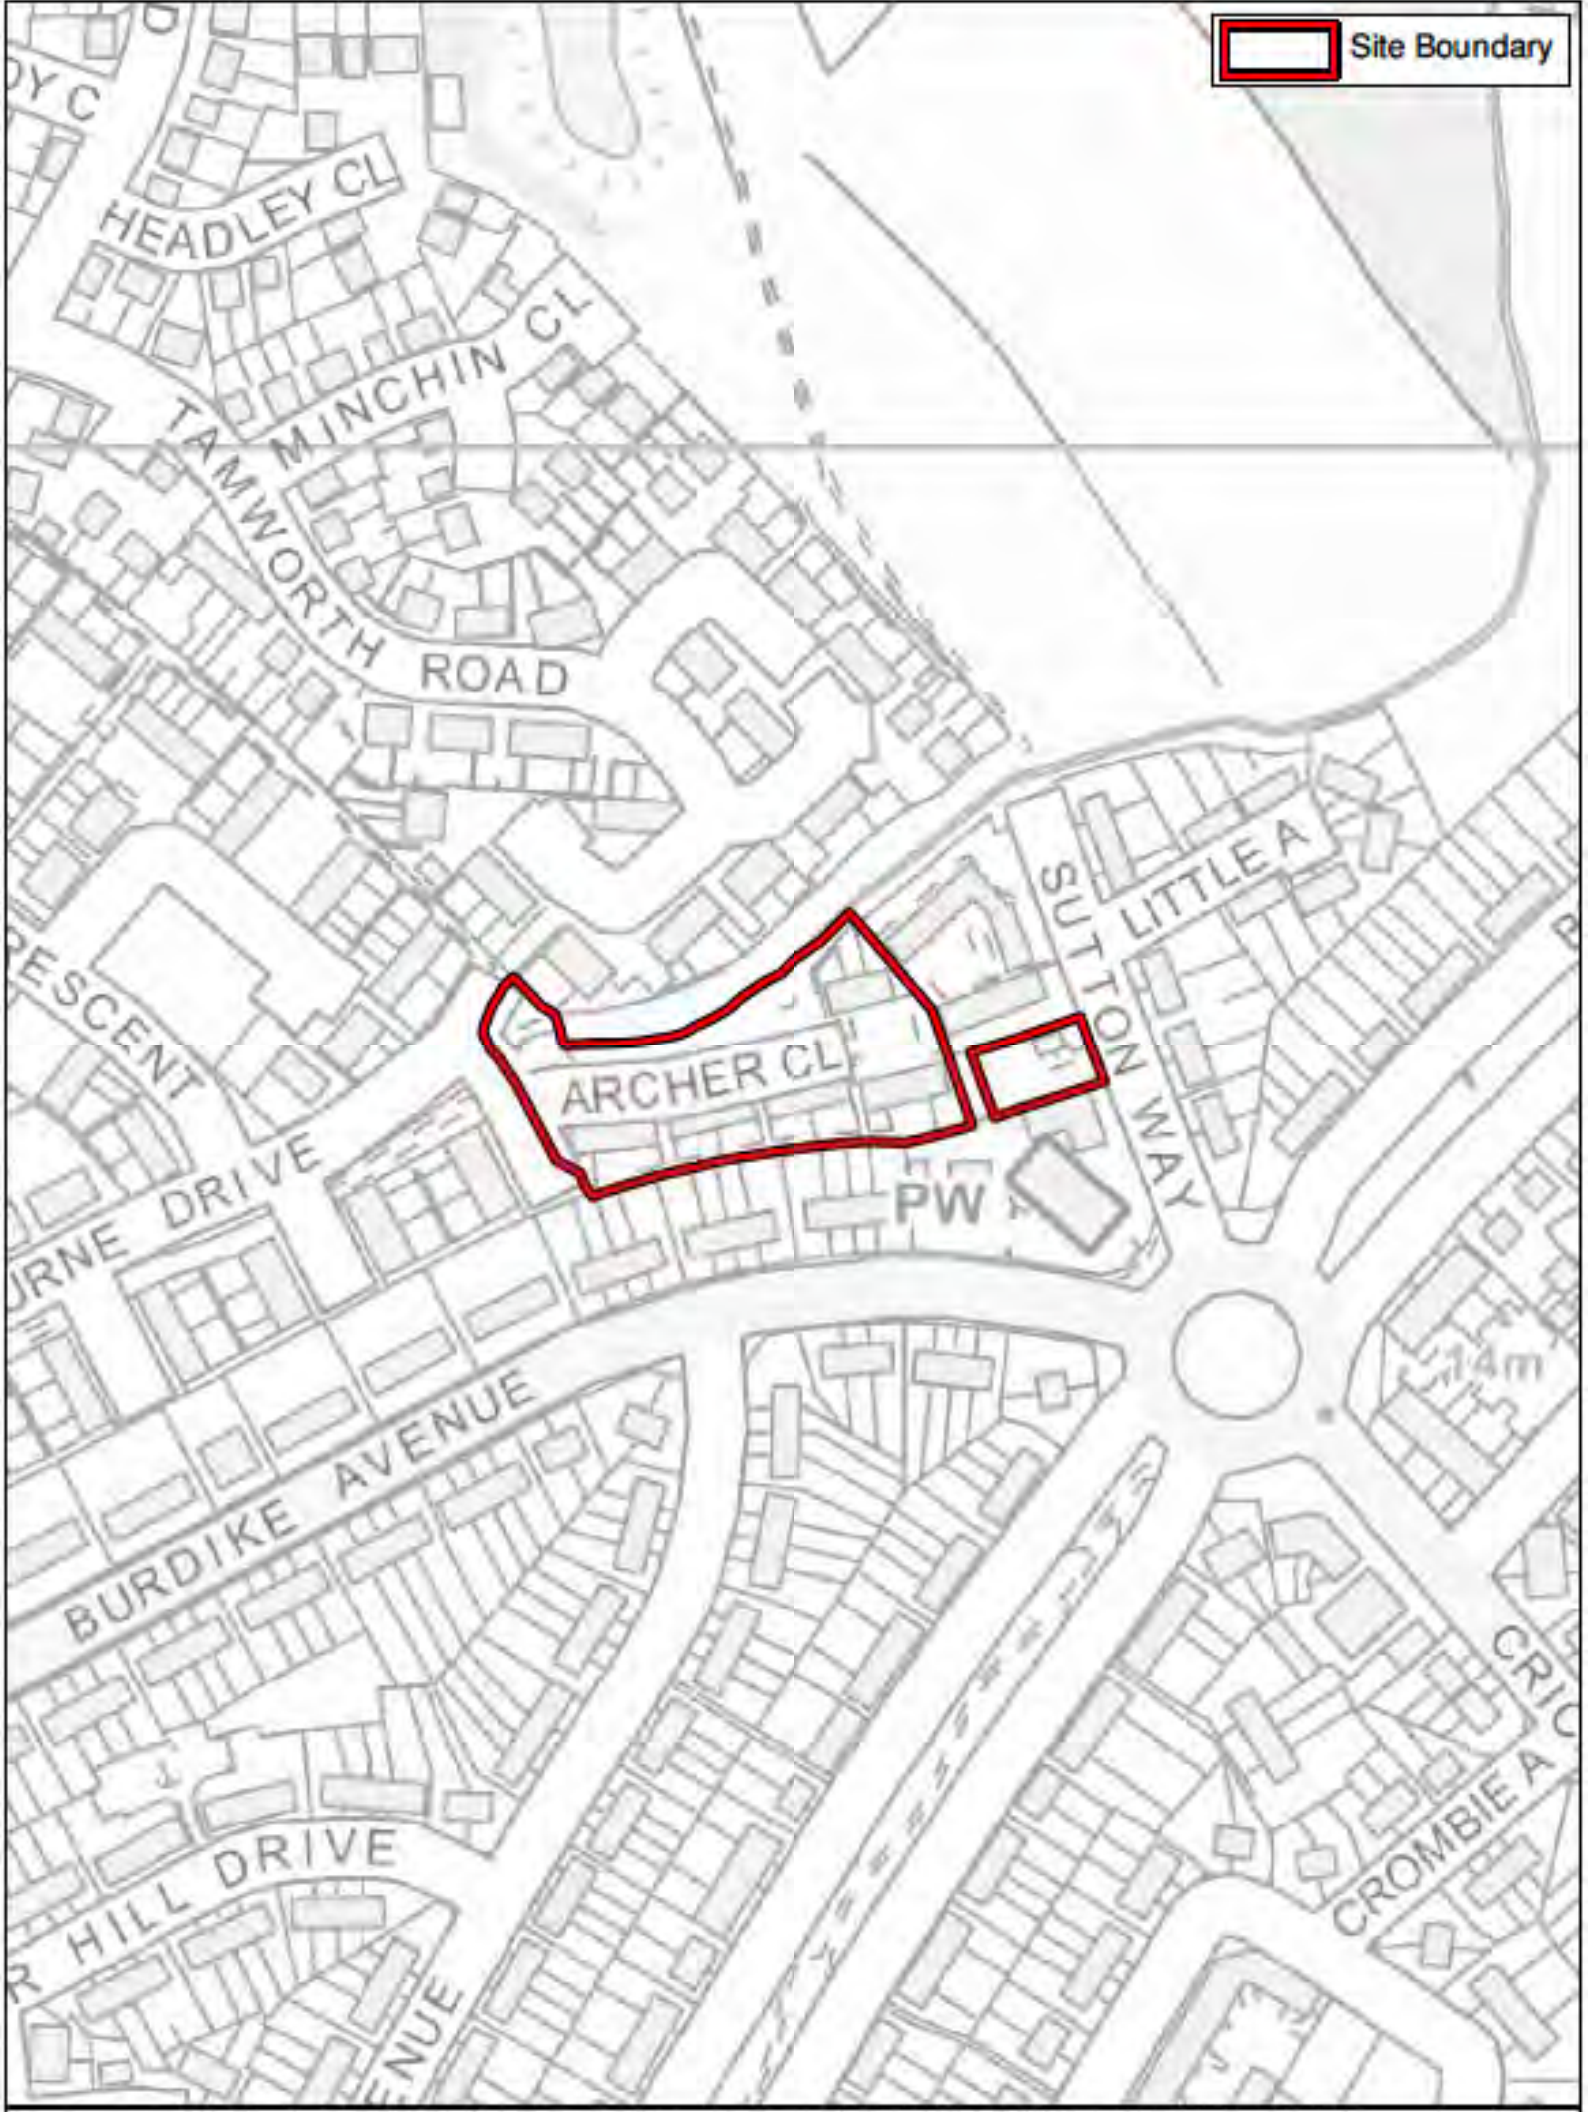 Site Boundary
HEADLEY CL
MINCHIN CL
TAMWORTH ROAD
LITTLE A
SUTTON WAY
ARCHER CL
RESCENT
URNE DRIVE
PW
14m
BURDIKE AVENUE
CRIC
CROMBIE A
R HILL DRIVE
ENUE